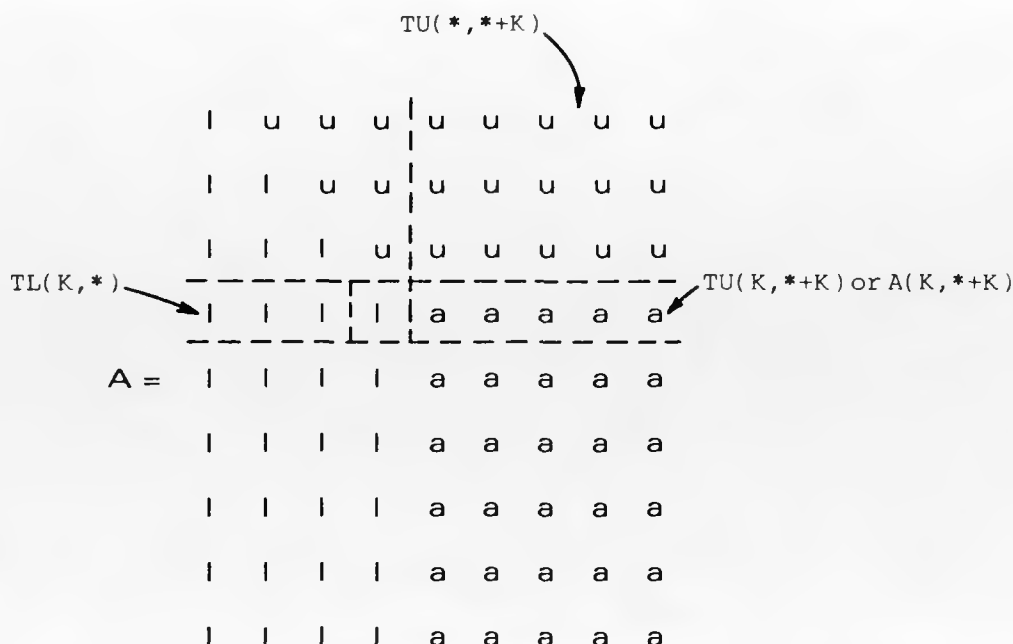 TU(*,*+K)
l u u u u u u u u
l l u u u u u u u
l l l u u u u u u
TL(K,*) TU(K,*+K) or A(K,*+K)
l l l l a a a a a
A = l l l l a a a a a
l l l l a a a a a
l l l l a a a a a
l l l l a a a a a
l l l l a a a a a